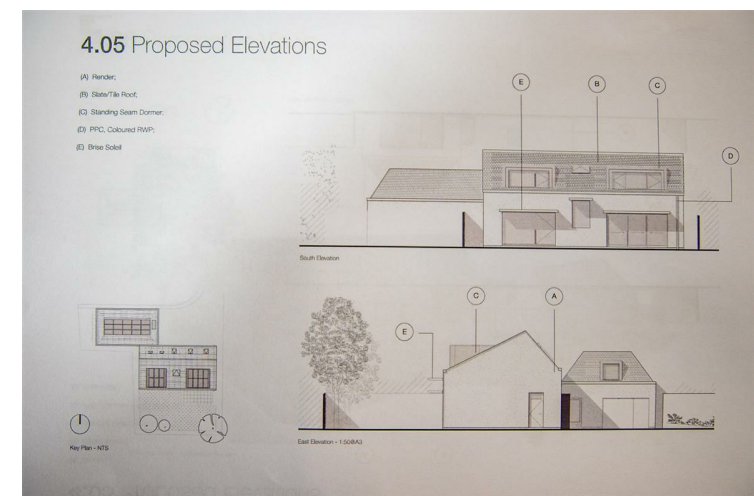 4.05 Proposed Elevations
(A) Render;
(B) Slate/Tile Roof;
(C) Standing Seam Dormer;
(D) PPC, Coloured RWP;
(E) Brise Soleil
E
B
C
D
South Elevation
C
A
E
Key Plan - NTS
East Elevation - 1:50@A3